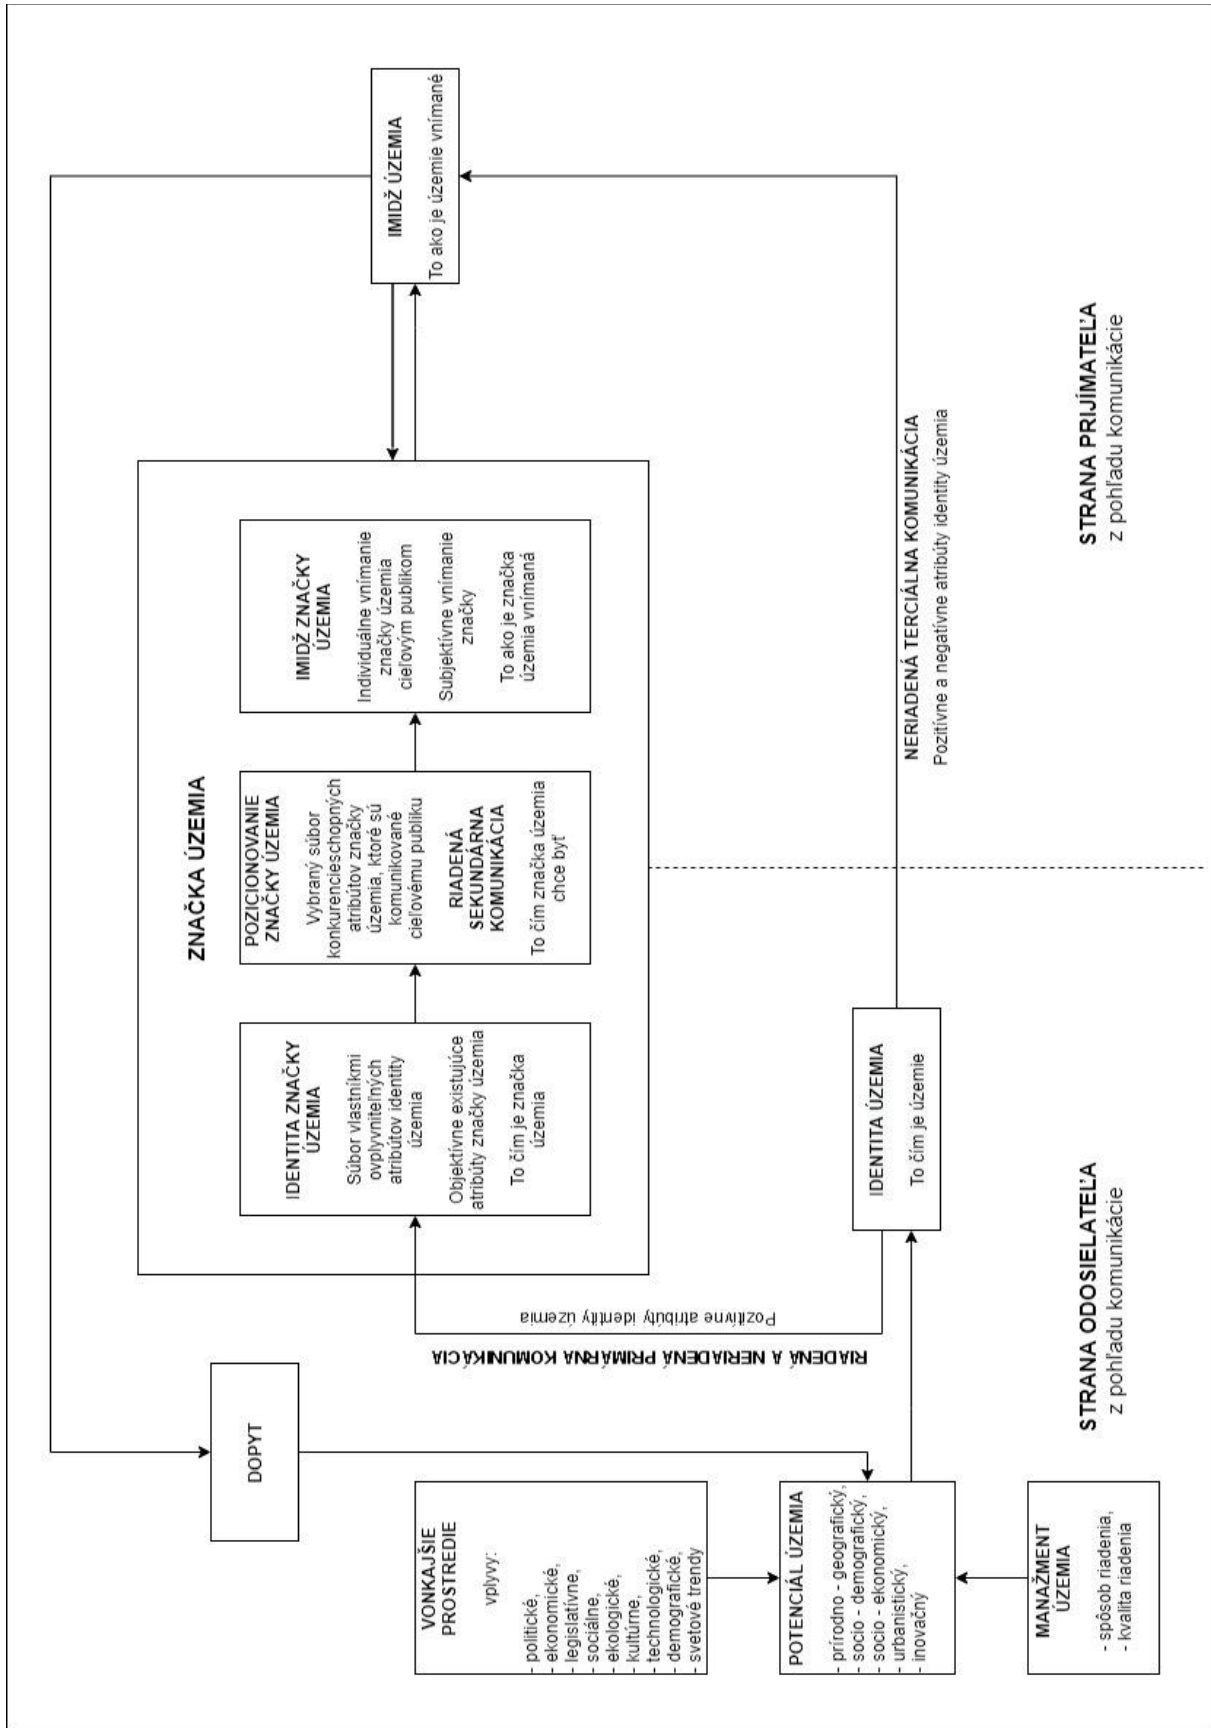 ZNAČKA ÚZEMIA
IDENTITA ZNAČKY
ÚZEMIA
Súbor vlastníkmi
ovplyvniteľných
atribútov identity
územia
Objektívne existujúce
atribúty značky územia
To čím je značka
územia
POZICIONOVANIE
ZNAČKY ÚZEMIA
Vybraný súbor
konkurencieschopných
atribútov značky
územia, ktoré sú
komunikované
cieľovému publiku
RIADENÁ
SEKUNDÁRNA
KOMUNIKÁCIA
To čím značka územia
chce byť
IMIDŽ ZNAČKY
ÚZEMIA
Individuálne vnímanie
značky územia
cieľovým publikom
Subjektívne vnímanie
značky
To ako je značka
územia vnímaná
IMIDŽ ÚZEMIA
To ako je územie vnímané
DOPYT
RIADENÁ A NERIADENÁ PRIMÁRNA KOMUNIKÁCIA
Pozitívne atribúty identity územia
VONKAJŠIE
PROSTREDIE
vplyvy:
- politické,
- ekonomické,
- legislatívne,
- sociálne,
- ekologické,
- kultúrne,
- technologické,
- demografické,
- svetové trendy
POTENCIÁL ÚZEMIA
- prírodno - geografický,
- socio - demografický,
- socio - ekonomický,
- urbanistický,
- inovačný
IDENTITA ÚZEMIA
To čím je územie
NERIADENÁ TERCIÁLNA KOMUNIKÁCIA
Pozitívne a negatívne atribúty identity územia
MANAŽMENT
ÚZEMIA
- spôsob riadenia,
- kvalita riadenia
STRANA ODOSIELATEĽA
z pohľadu komunikácie
STRANA PRIJÍMATEĽA
z pohľadu komunikácie